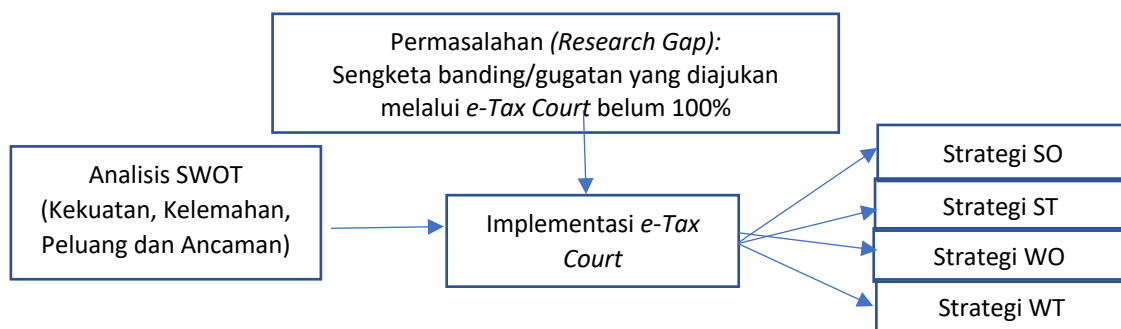 Permasalahan (Research Gap):
Sengketa banding/gugatan yang diajukan
melalui e-Tax Court belum 100%
Analisis SWOT
(Kekuatan, Kelemahan,
Peluang dan Ancaman)
Implementasi e-Tax
Court
Strategi SO
Strategi ST
Strategi WO
Strategi WT